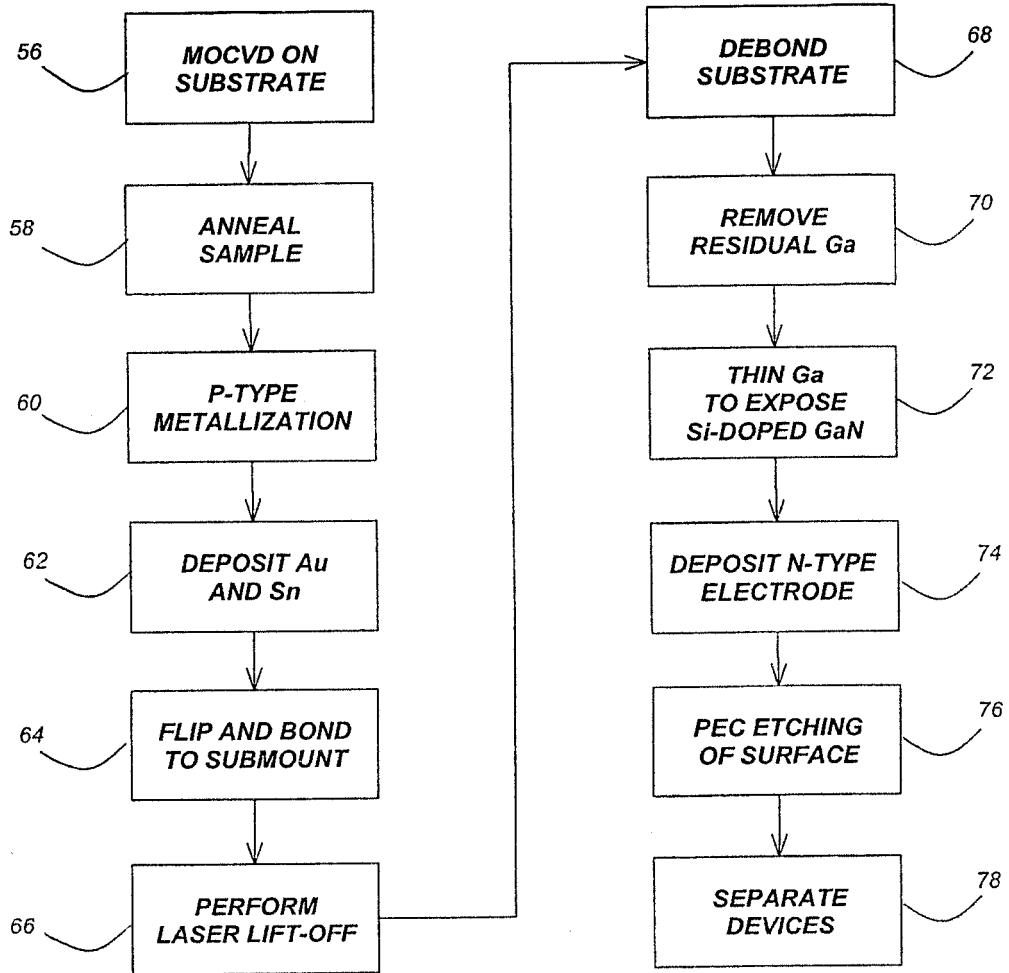 56
MOCVD ON
SUBSTRATE
58
ANNEAL
SAMPLE
60
P-TYPE
METALLIZATION
62
DEPOSIT Au
AND Sn
64
FLIP AND BOND
TO SUBMOUNT
66
PERFORM
LASER LIFT-OFF
68
DEBOND
SUBSTRATE
70
REMOVE
RESIDUAL Ga
72
THIN Ga
TO EXPOSE
Si-DOPED GaN
74
DEPOSIT N-TYPE
ELECTRODE
76
PEC ETCHING
OF SURFACE
78
SEPARATE
DEVICES